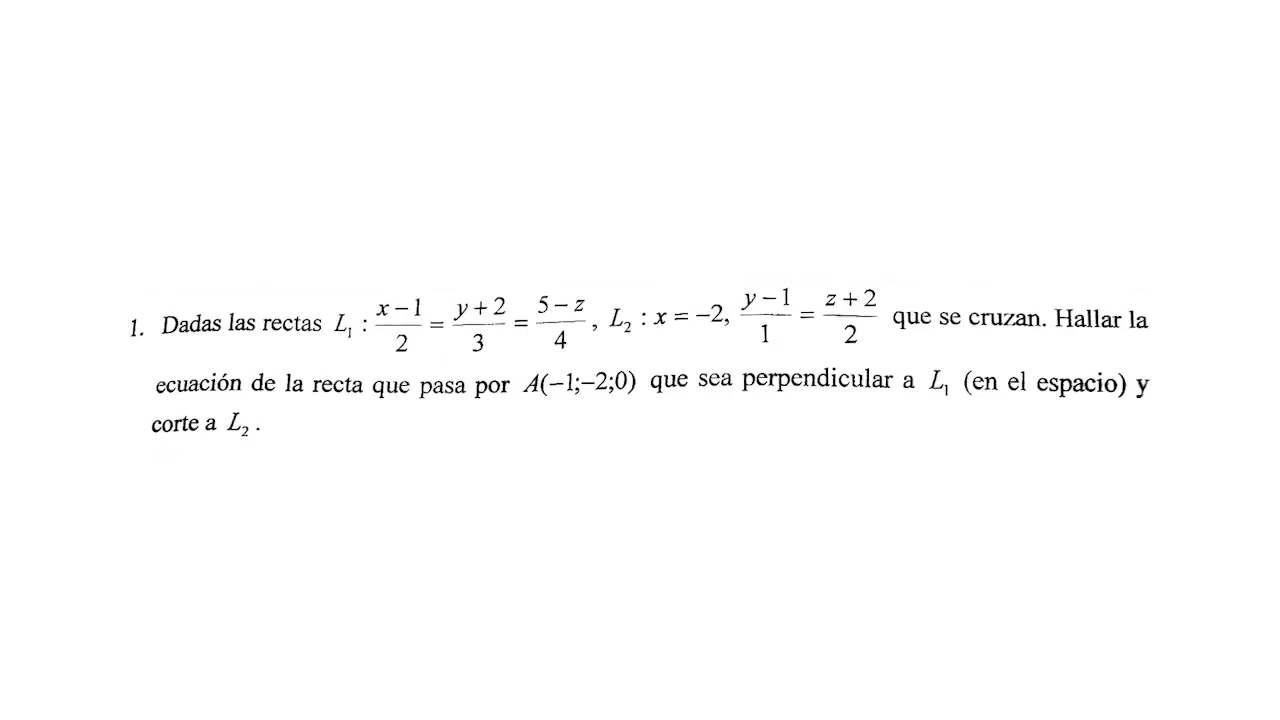 1. Dadas las rectas L₁ : (x − 1)/2 = (y + 2)/3 = (5 − z)/4 , L₂ : x = −2, (y − 1)/1 = (z + 2)/2 que se cruzan. Hallar la
ecuación de la recta que pasa por A(−1;−2;0) que sea perpendicular a L₁ (en el espacio) y
corte a L₂ .